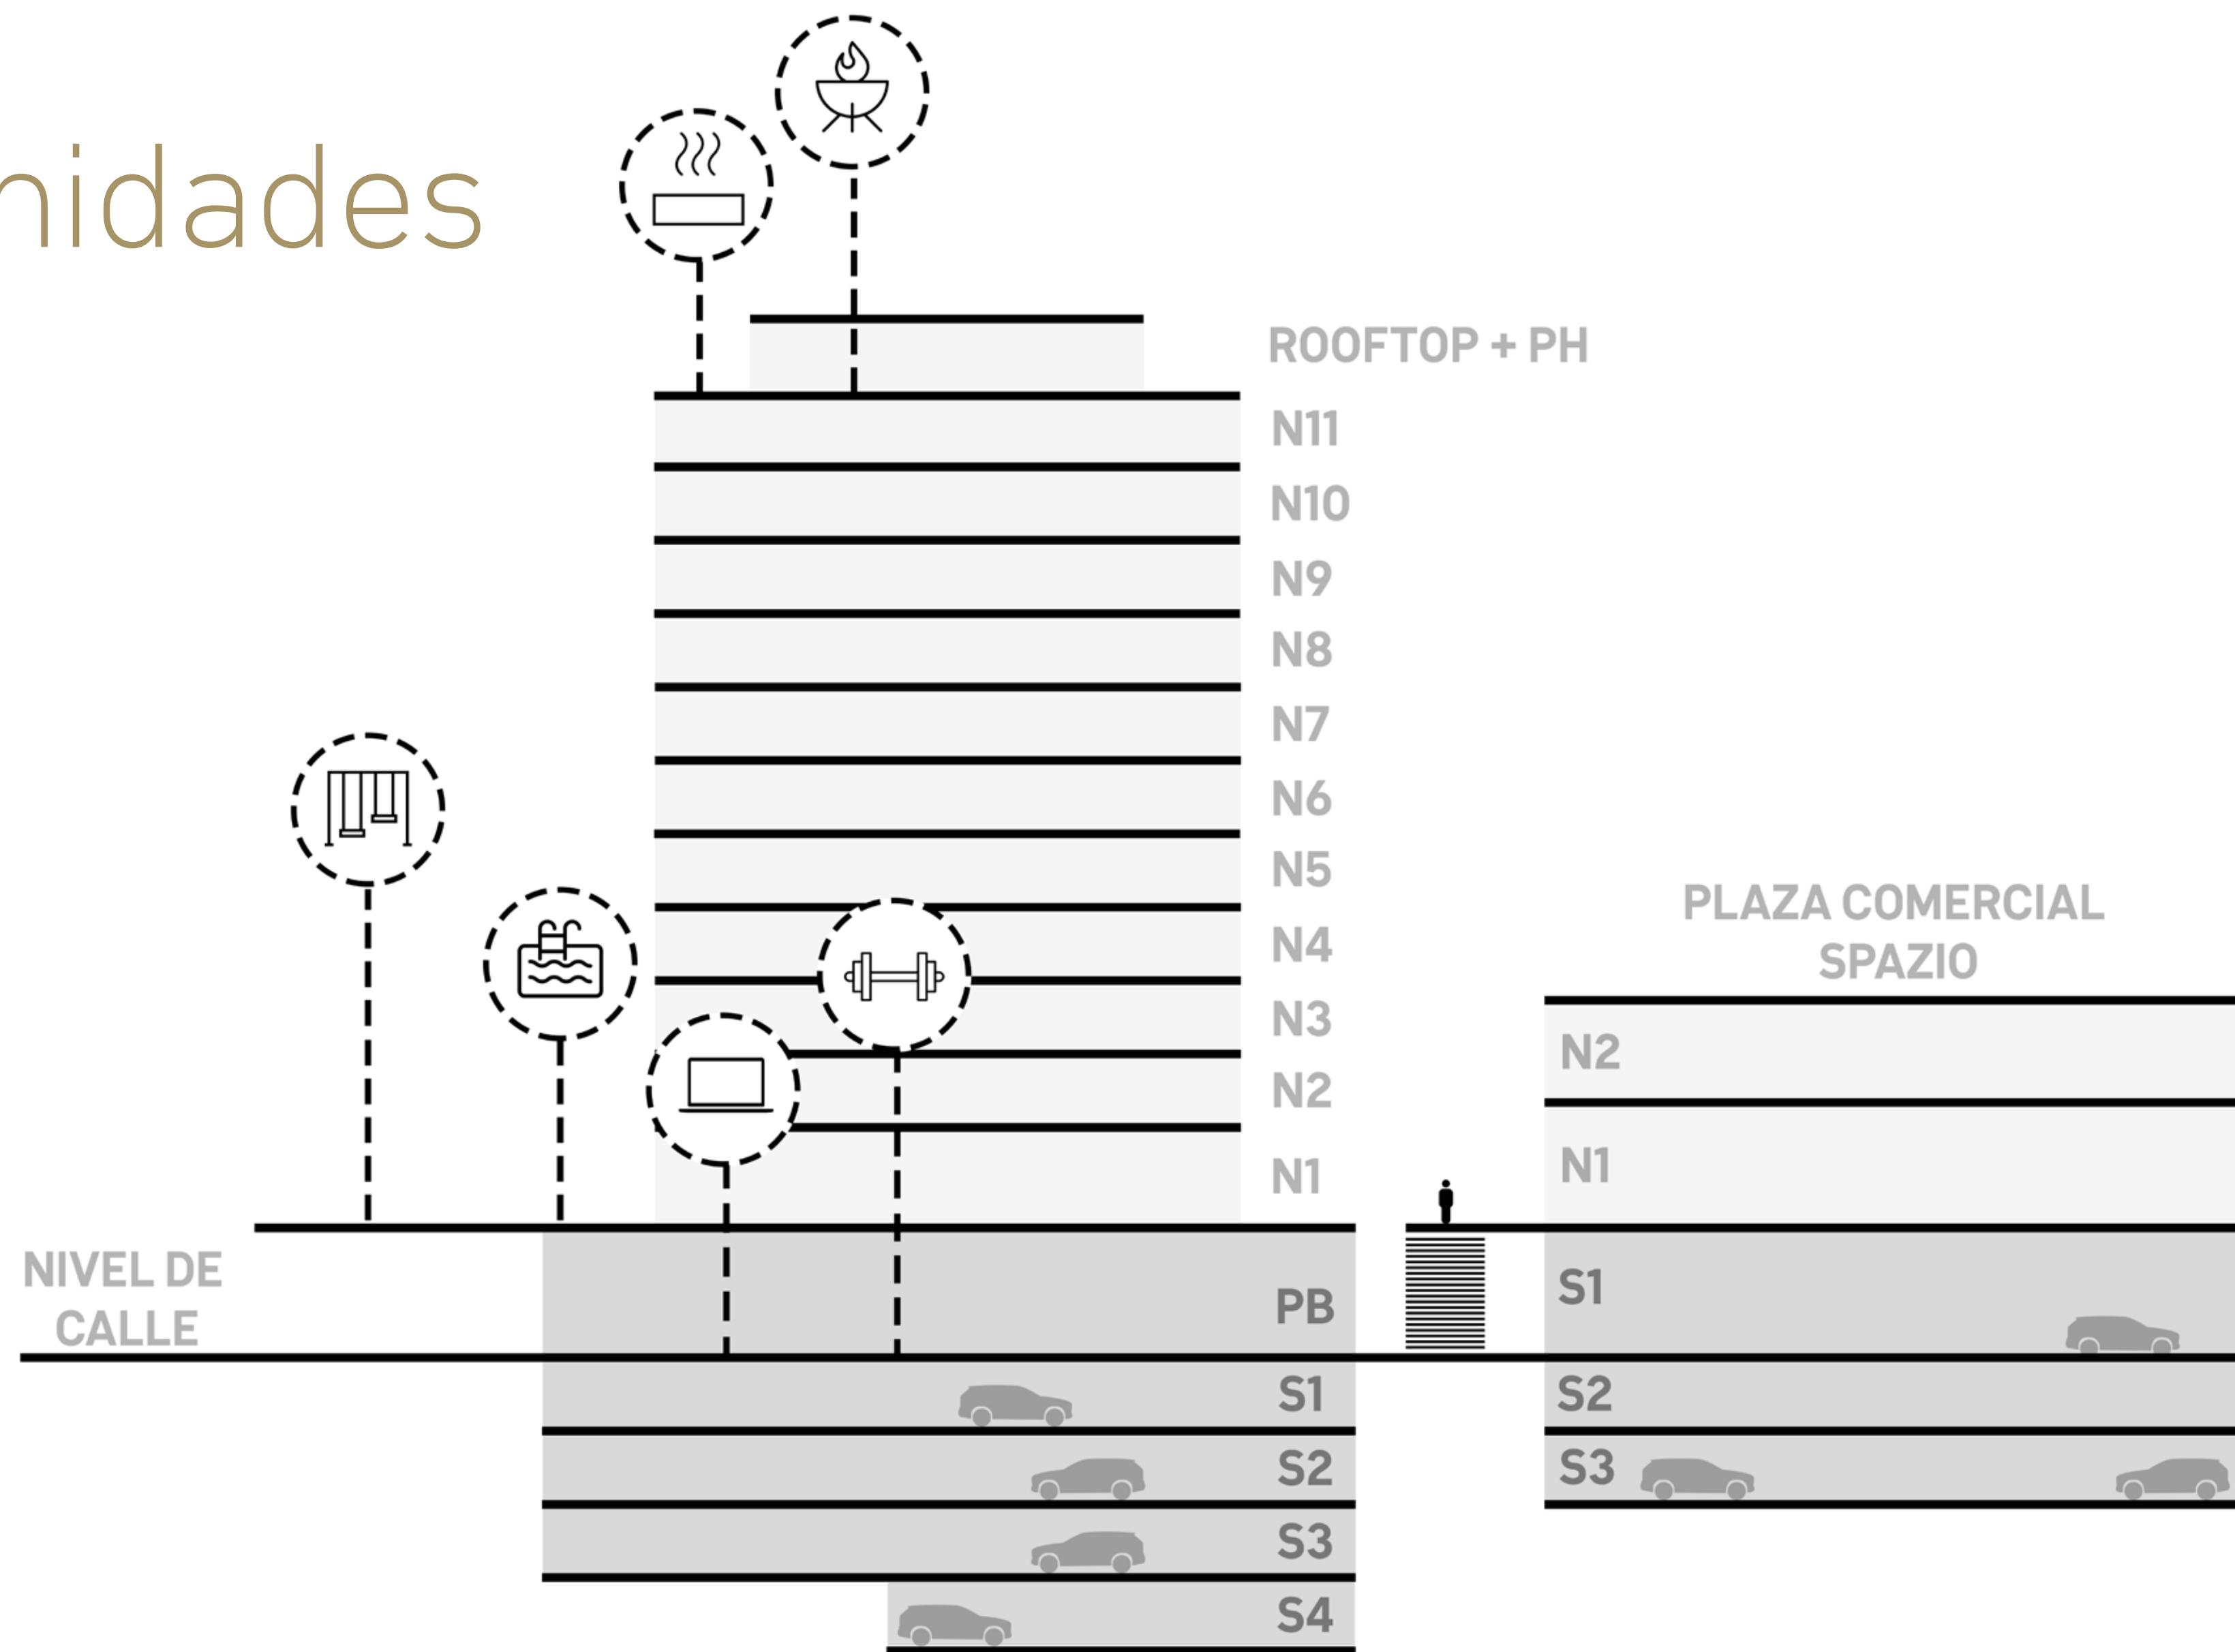 nidades
ROOFTOP + PH
N11
N10
N9
N8
N7
N6
N5
N4
N3
N2
N1
PLAZA COMERCIAL
SPAZIO
N2
N1
NIVEL DE
CALLE
PB
S1
S2
S3
S4
S1
S2
S3